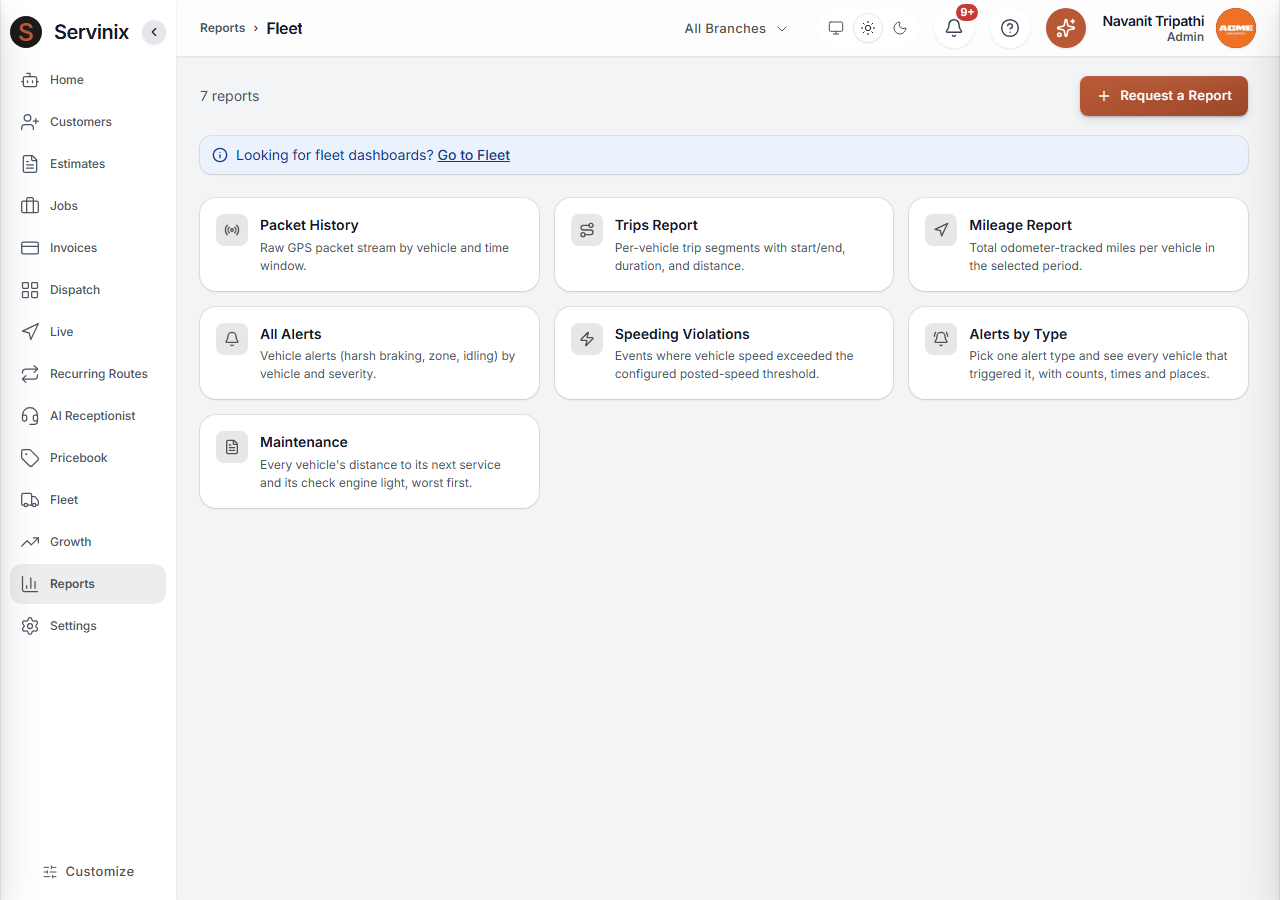 S
Servinix
Reports › Fleet
All Branches
9+
Navanit Tripathi
Admin
ACME
Home
Customers
Estimates
Jobs
Invoices
Dispatch
Live
Recurring Routes
AI Receptionist
Pricebook
Fleet
Growth
Reports
Settings
Customize
7 reports
+ Request a Report
Looking for fleet dashboards? Go to Fleet
Packet History
Raw GPS packet stream by vehicle and time
window.
Trips Report
Per-vehicle trip segments with start/end,
duration, and distance.
Mileage Report
Total odometer-tracked miles per vehicle in
the selected period.
All Alerts
Vehicle alerts (harsh braking, zone, idling) by
vehicle and severity.
Speeding Violations
Events where vehicle speed exceeded the
configured posted-speed threshold.
Alerts by Type
Pick one alert type and see every vehicle that
triggered it, with counts, times and places.
Maintenance
Every vehicle's distance to its next service
and its check engine light, worst first.